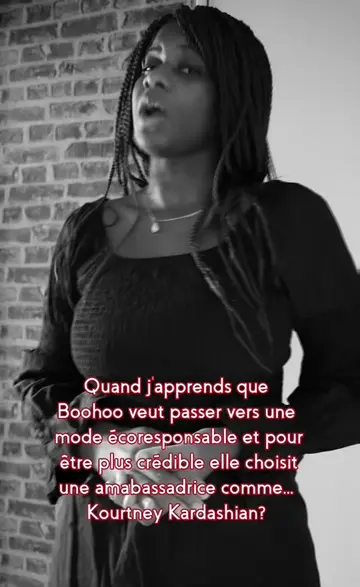 Quand j'apprends que
Boohoo veut passer vers une
mode écoresponsable et pour
être plus crédible elle choisit
une amabassadrice comme...
Kourtney Kardashian?